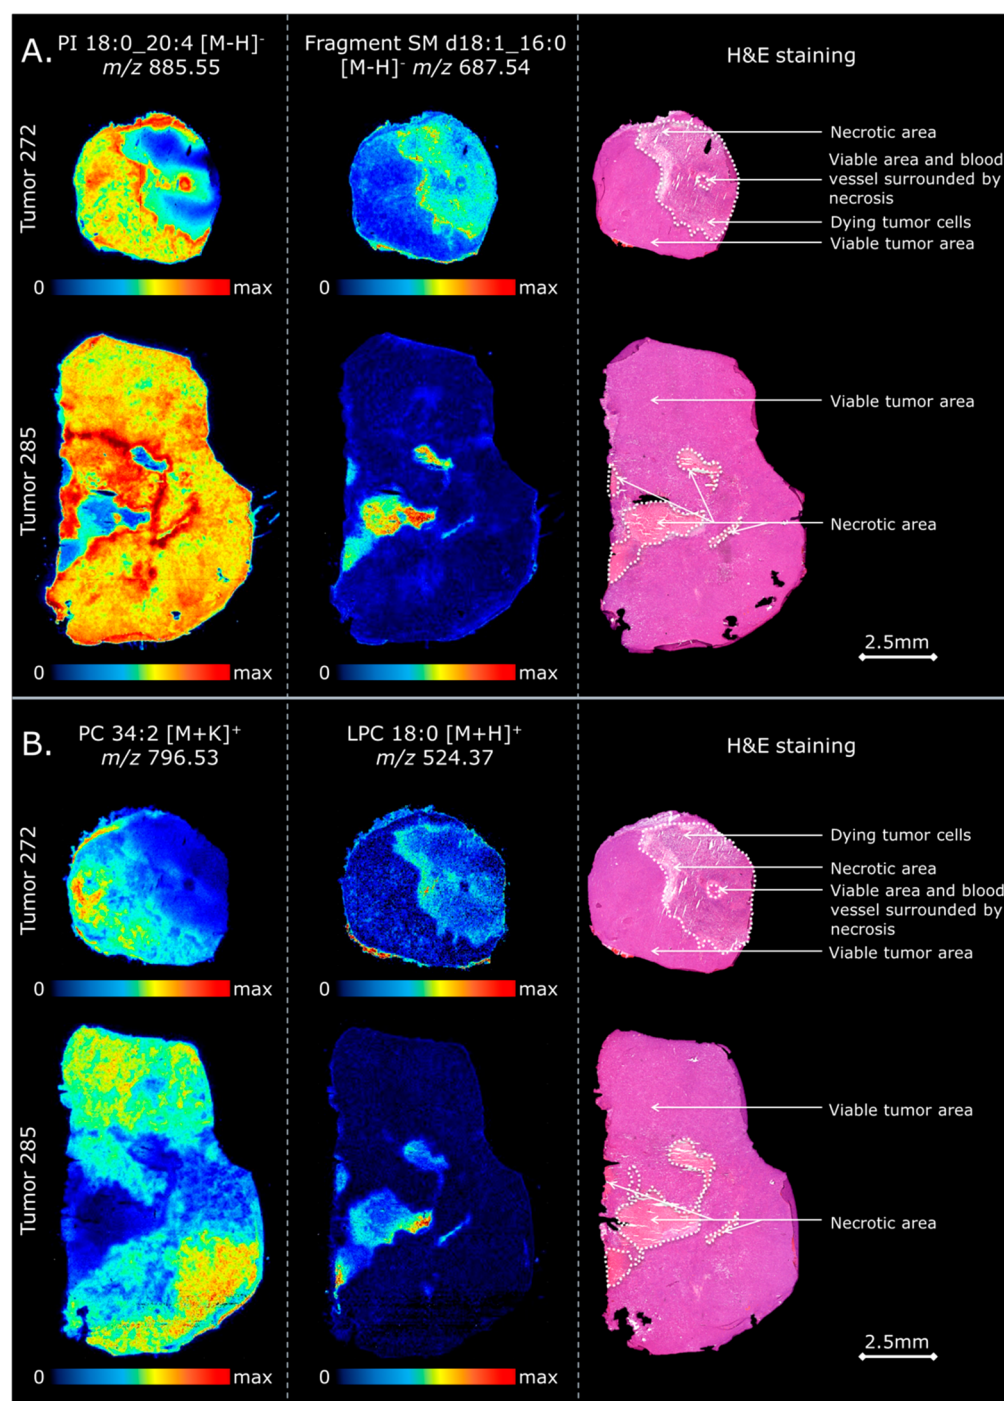 A.
PI 18:0_20:4 [M-H]-
m/z 885.55
Fragment SM d18:1_16:0
[M-H]- m/z 687.54
H&E staining
Tumor 272
Necrotic area
Viable area and blood
vessel surrounded by
necrosis
Dying tumor cells
Viable tumor area
0 max
0 max
Tumor 285
Viable tumor area
Necrotic area
2.5mm
0 max
0 max
B.
PC 34:2 [M+K]+
m/z 796.53
LPC 18:0 [M+H]+
m/z 524.37
H&E staining
Tumor 272
Dying tumor cells
Necrotic area
Viable area and blood
vessel surrounded by
necrosis
Viable tumor area
0 max
0 max
Tumor 285
Viable tumor area
Necrotic area
2.5mm
0 max
0 max